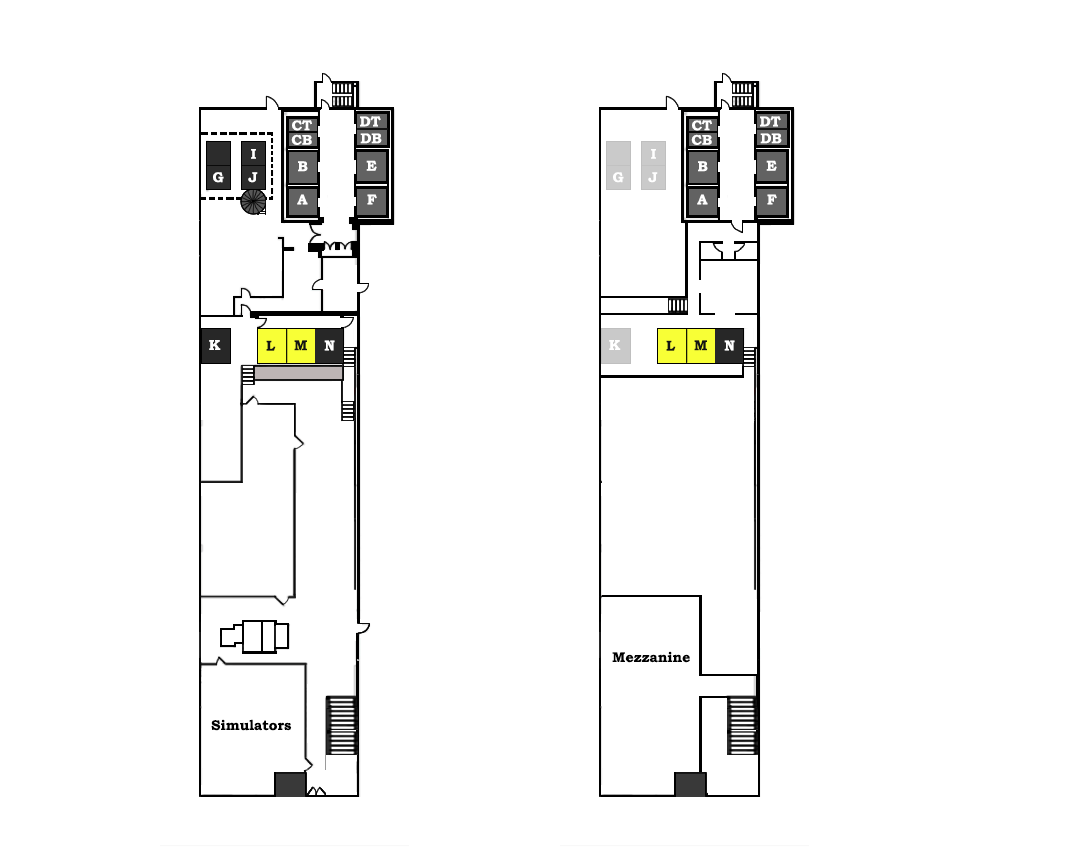 CT DT
CB DB
I
B E
G J
A F
K L M N
Simulators
CT DT
CB DB
I
B E
G J
A F
K L M N
Mezzanine